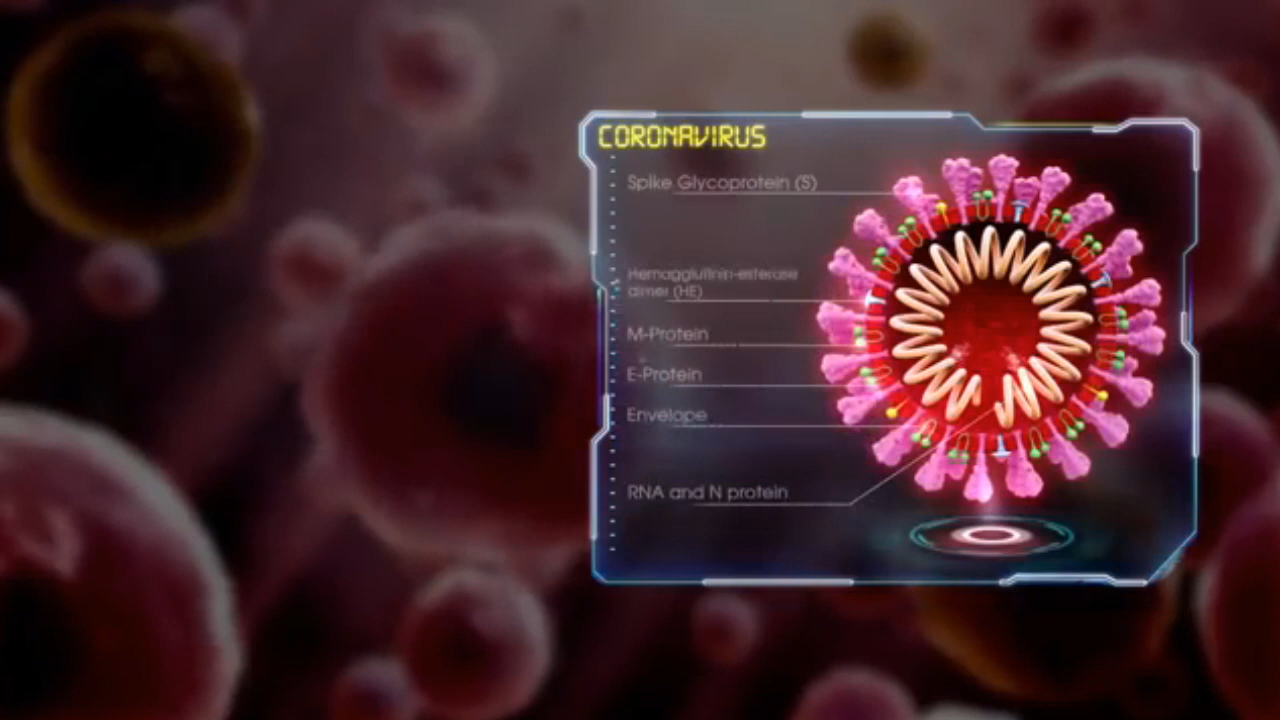 CORONAVIRUS
Spike Glycoprotein (S)
Hemagglutinin-esterase
dimer (HE)
M-Protein
E-Protein
Envelope
RNA and N protein